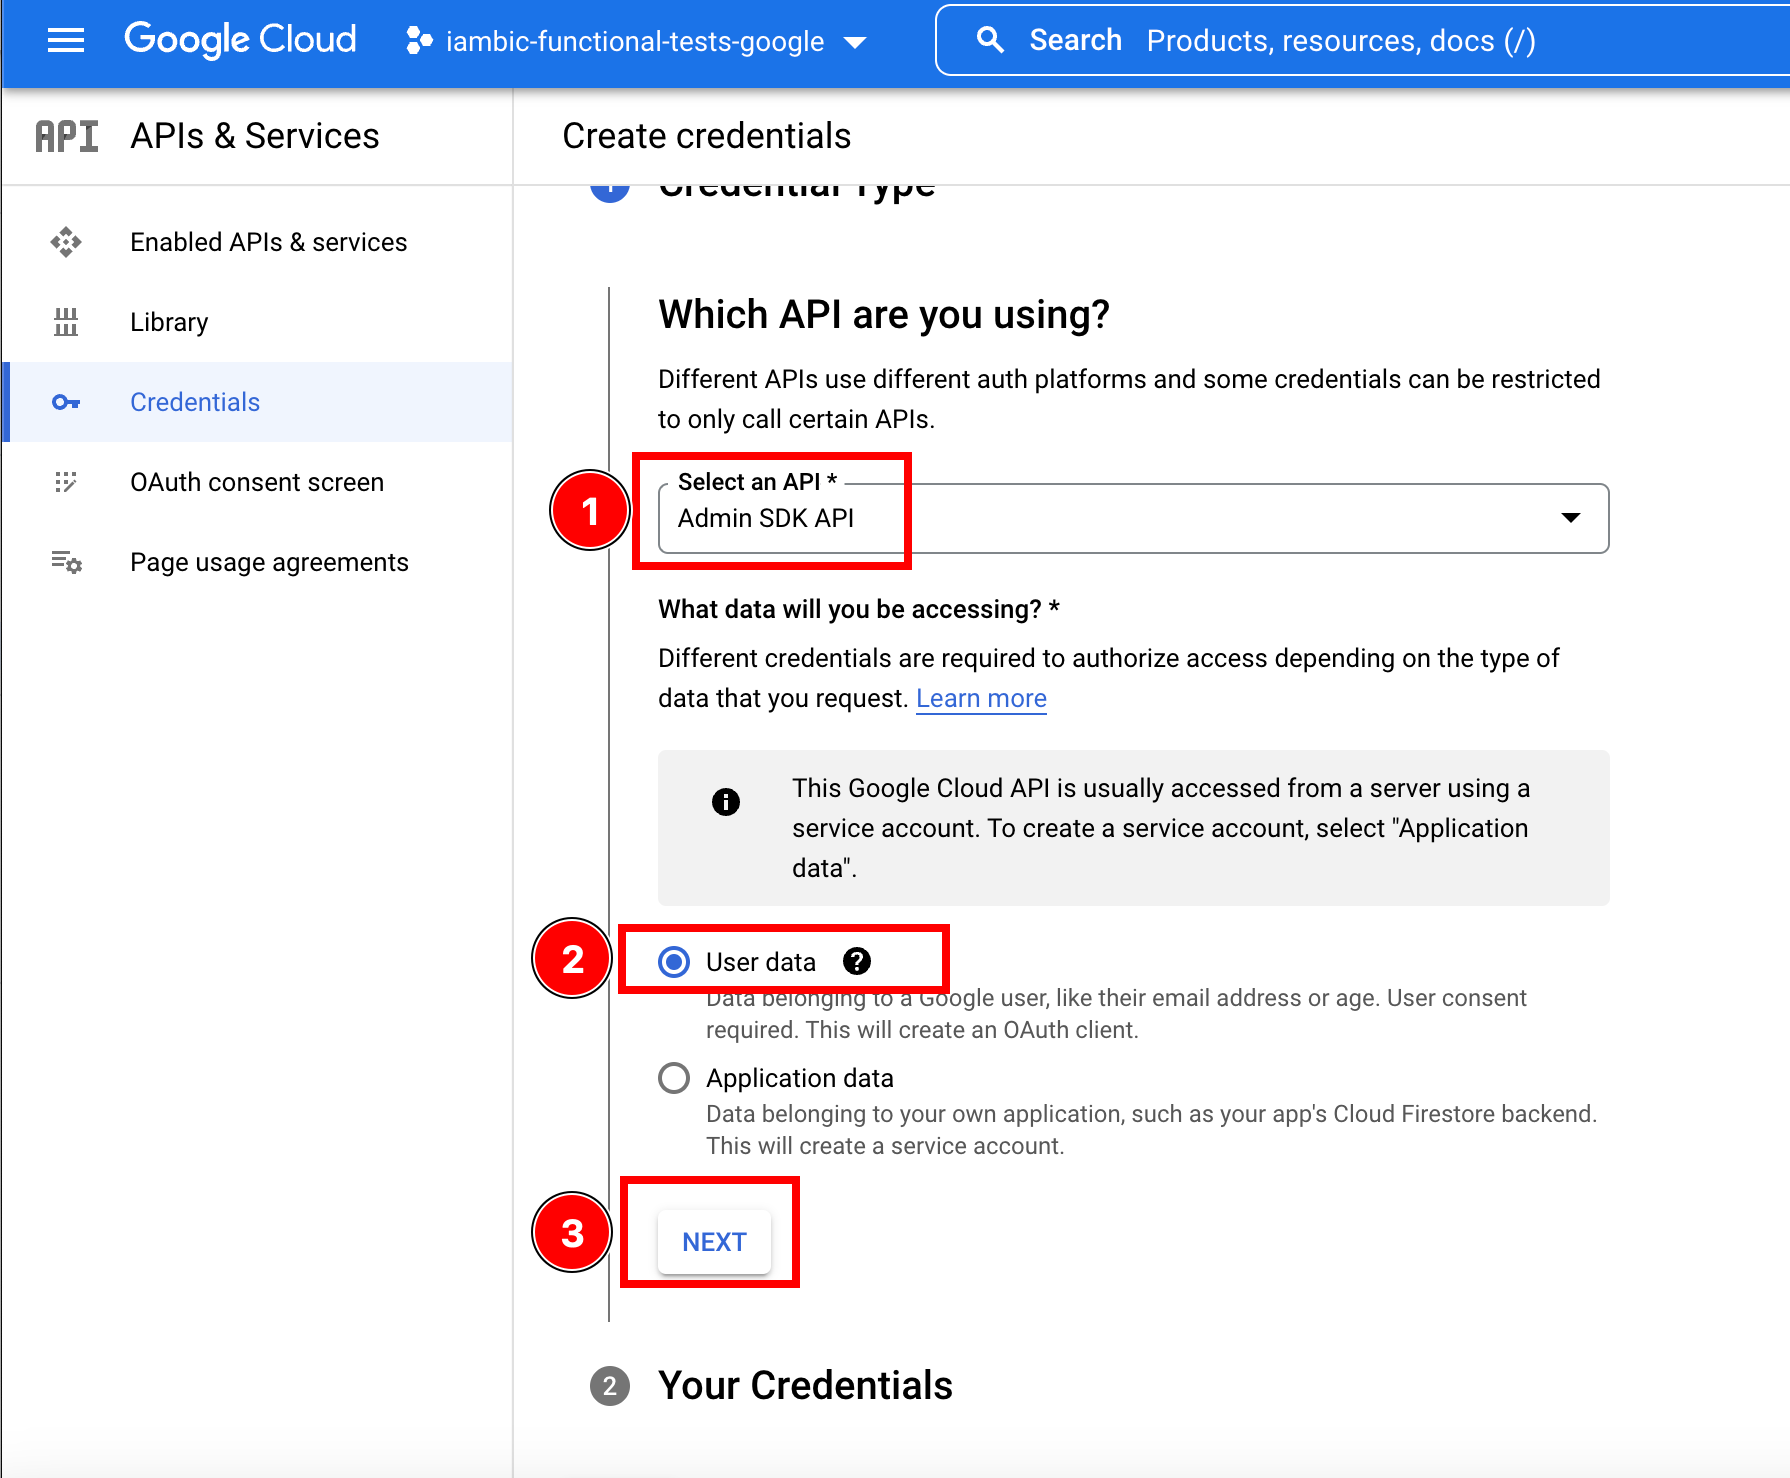 Google Cloud
iambic-functional-tests-google
Search Products, resources, docs (/)
API APIs & Services
Create credentials
1 Credential Type
Enabled APIs & services
Library
Credentials
OAuth consent screen
Page usage agreements
Which API are you using?
Different APIs use different auth platforms and some credentials can be restricted
to only call certain APIs.
1
Select an API *
Admin SDK API
What data will you be accessing? *
Different credentials are required to authorize access depending on the type of
data that you request. Learn more
This Google Cloud API is usually accessed from a server using a
service account. To create a service account, select "Application
data".
2
User data
Data belonging to a Google user, like their email address or age. User consent
required. This will create an OAuth client.
Application data
Data belonging to your own application, such as your app's Cloud Firestore backend.
This will create a service account.
3
NEXT
2 Your Credentials